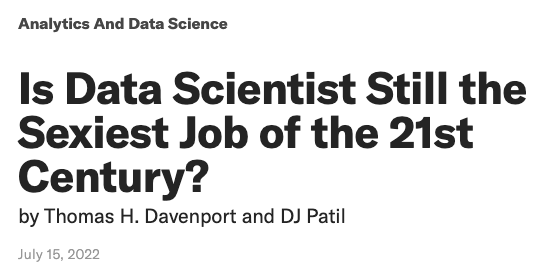 Analytics And Data Science
Is Data Scientist Still the
Sexiest Job of the 21st
Century?
by Thomas H. Davenport and DJ Patil
July 15, 2022